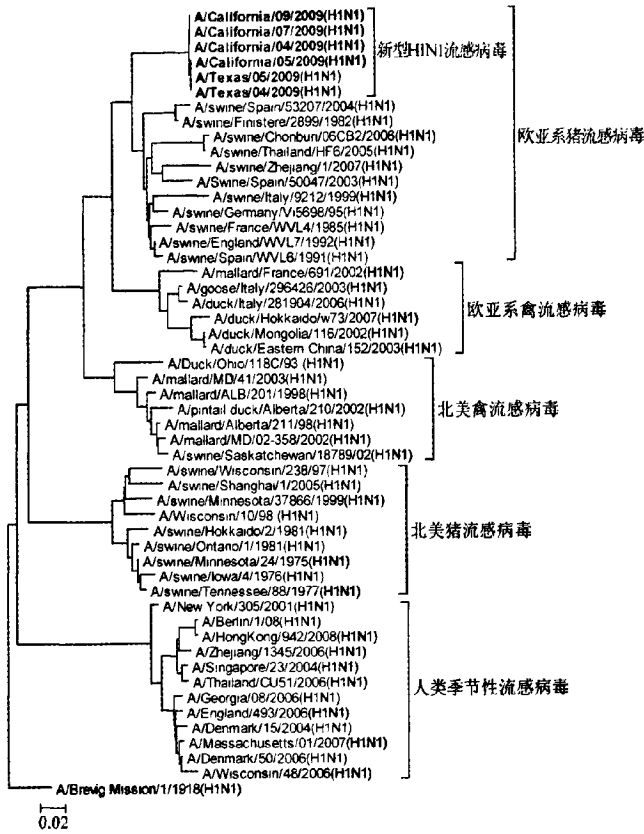 A/California/09/2009(H1N1)
A/California/07/2009(H1N1)
A/California/04/2009(H1N1)
A/California/05/2009(H1N1)
A/Texas/05/2009(H1N1)
A/Texas/04/2009(H1N1)
新型H1N1流感病毒
A/swine/Spain/53207/2004(H1N1)
A/swine/Finistere/2899/1982(H1N1)
A/swine/Chonburi/06CB2/2006(H1N1)
A/swine/Thailand/HF6/2005(H1N1)
A/swine/Zhejiang/1/2007(H1N1)
A/Swine/Spain/50047/2003(H1N1)
A/swine/Italy/9212/1999(H1N1)
A/swine/Germany/Vi5698/95(H1N1)
A/swine/France/WVL4/1985(H1N1)
A/swine/England/WVL7/1992(H1N1)
A/swine/Spain/WVL6/1991(H1N1)
欧亚系猪流感病毒
A/mallard/France/691/2002(H1N1)
A/goose/Italy/296426/2003(H1N1)
A/duck/Italy/281904/2006(H1N1)
A/duck/Hokkaido/w73/2007(H1N1)
A/duck/Mongolia/116/2002(H1N1)
A/duck/Eastern China/152/2003(H1N1)
欧亚系禽流感病毒
A/Duck/Ohio/118C/93 (H1N1)
A/mallard/MD/41/2003(H1N1)
A/mallard/ALB/201/1998(H1N1)
A/pintail duck/Alberta/210/2002(H1N1)
A/mallard/Alberta/211/98(H1N1)
A/mallard/MD/02-358/2002(H1N1)
A/swine/Saskatchewan/18789/02(H1N1)
北美禽流感病毒
A/swine/Wisconsin/238/97(H1N1)
A/swine/Shanghai/1/2005(H1N1)
A/swine/Minnesota/37866/1999(H1N1)
A/Wisconsin/10/98 (H1N1)
A/swine/Hokkaido/2/1981(H1N1)
A/swine/Ontario/1/1981(H1N1)
A/swine/Minnesota/24/1975(H1N1)
A/swine/Iowa/4/1976(H1N1)
A/swine/Tennessee/88/1977(H1N1)
北美猪流感病毒
A/New York/305/2001(H1N1)
A/Berlin/1/08(H1N1)
A/HongKong/942/2008(H1N1)
A/Zhejiang/1345/2006(H1N1)
A/Singapore/23/2004(H1N1)
A/Thailand/CU51/2006(H1N1)
A/Georgia/08/2006(H1N1)
A/England/493/2006(H1N1)
A/Denmark/15/2004(H1N1)
A/Massachusetts/01/2007(H1N1)
A/Denmark/50/2006(H1N1)
A/Wisconsin/48/2006(H1N1)
人类季节性流感病毒
A/Brevig Mission/1/1918(H1N1)
0.02